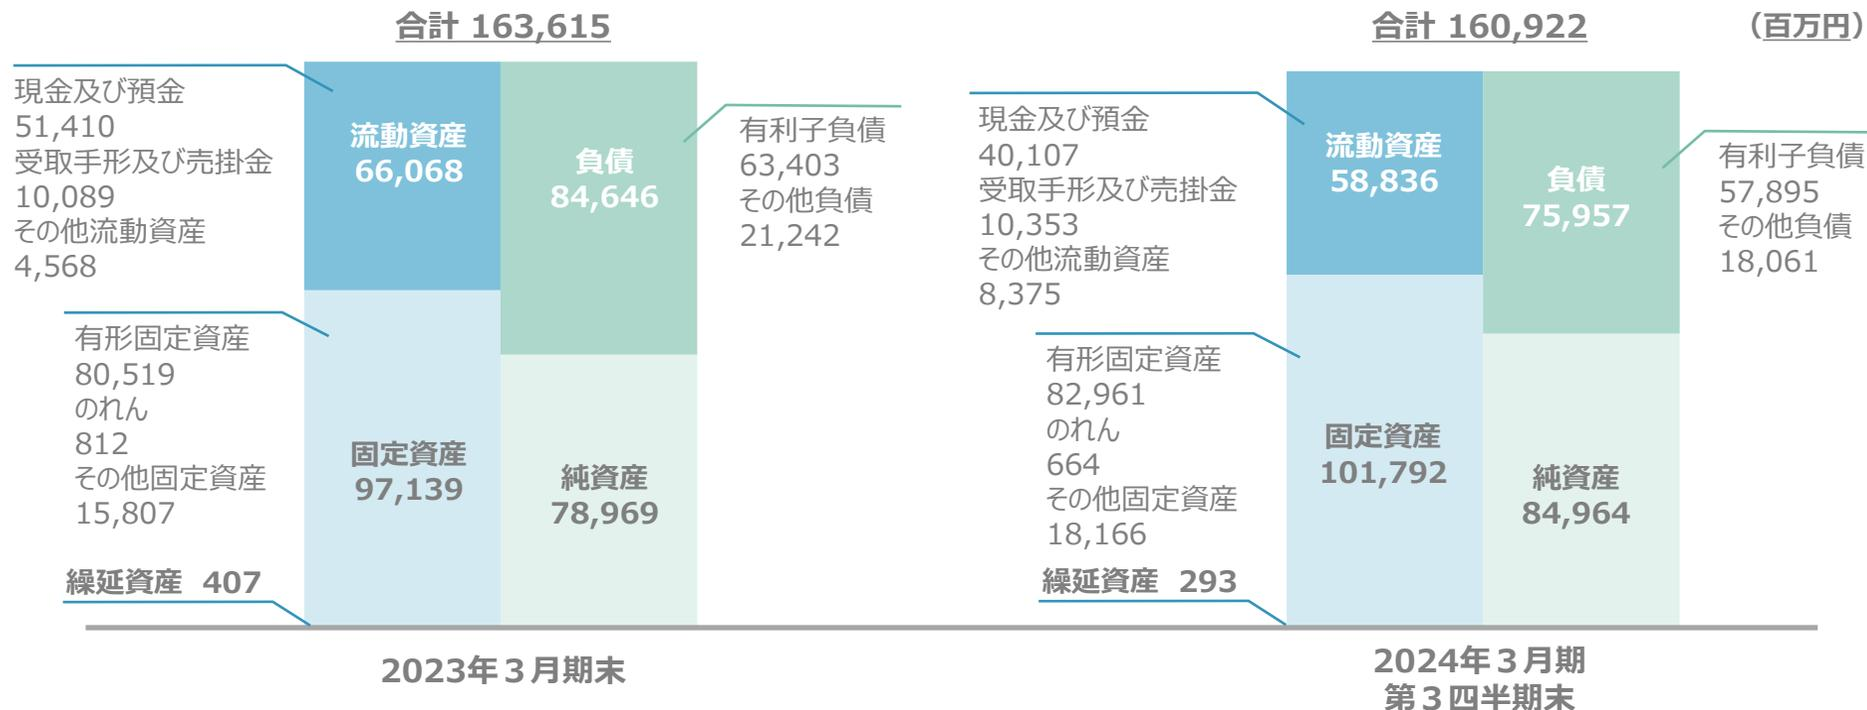 合計 163,615
現金及び預金
51,410
受取手形及び売掛金
10,089
その他流動資産
4,568
流動資産
66,068
負債
84,646
有利子負債
63,403
その他負債
21,242
有形固定資産
80,519
のれん
812
その他固定資産
15,807
固定資産
97,139
純資産
78,969
繰延資産 407
2023年3月期末
合計 160,922
（百万円）
現金及び預金
40,107
受取手形及び売掛金
10,353
その他流動資産
8,375
流動資産
58,836
負債
75,957
有利子負債
57,895
その他負債
18,061
有形固定資産
82,961
のれん
664
その他固定資産
18,166
固定資産
101,792
純資産
84,964
繰延資産 293
2024年3月期
第3四半期末